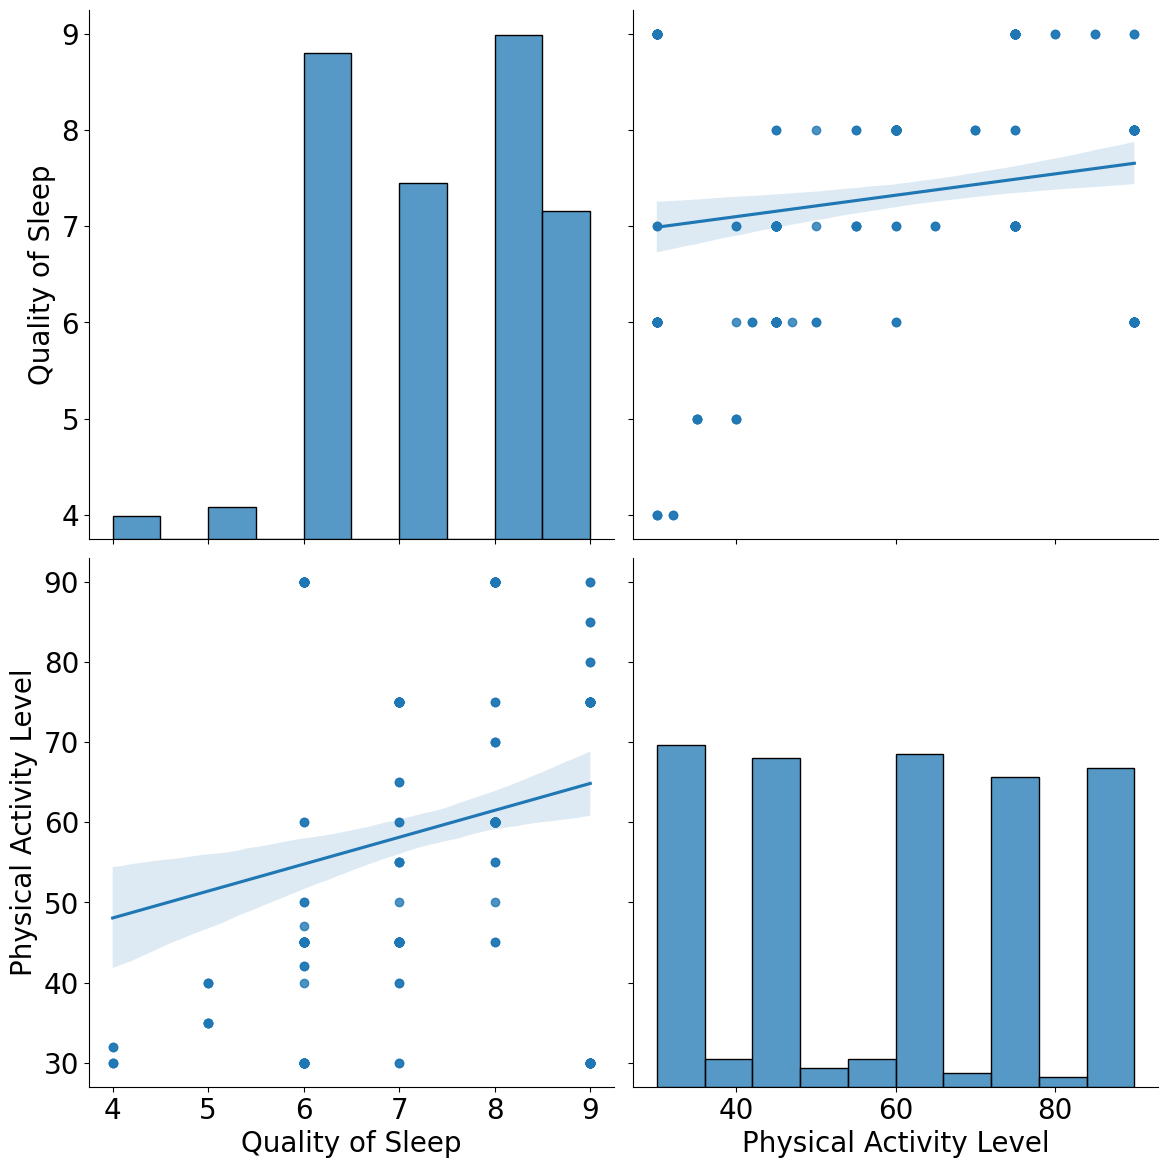 Quality of Sleep
9
8
7
6
5
4
Physical Activity Level
90
80
70
60
50
40
30
4 5 6 7 8 9
40 60 80
Quality of Sleep
Physical Activity Level